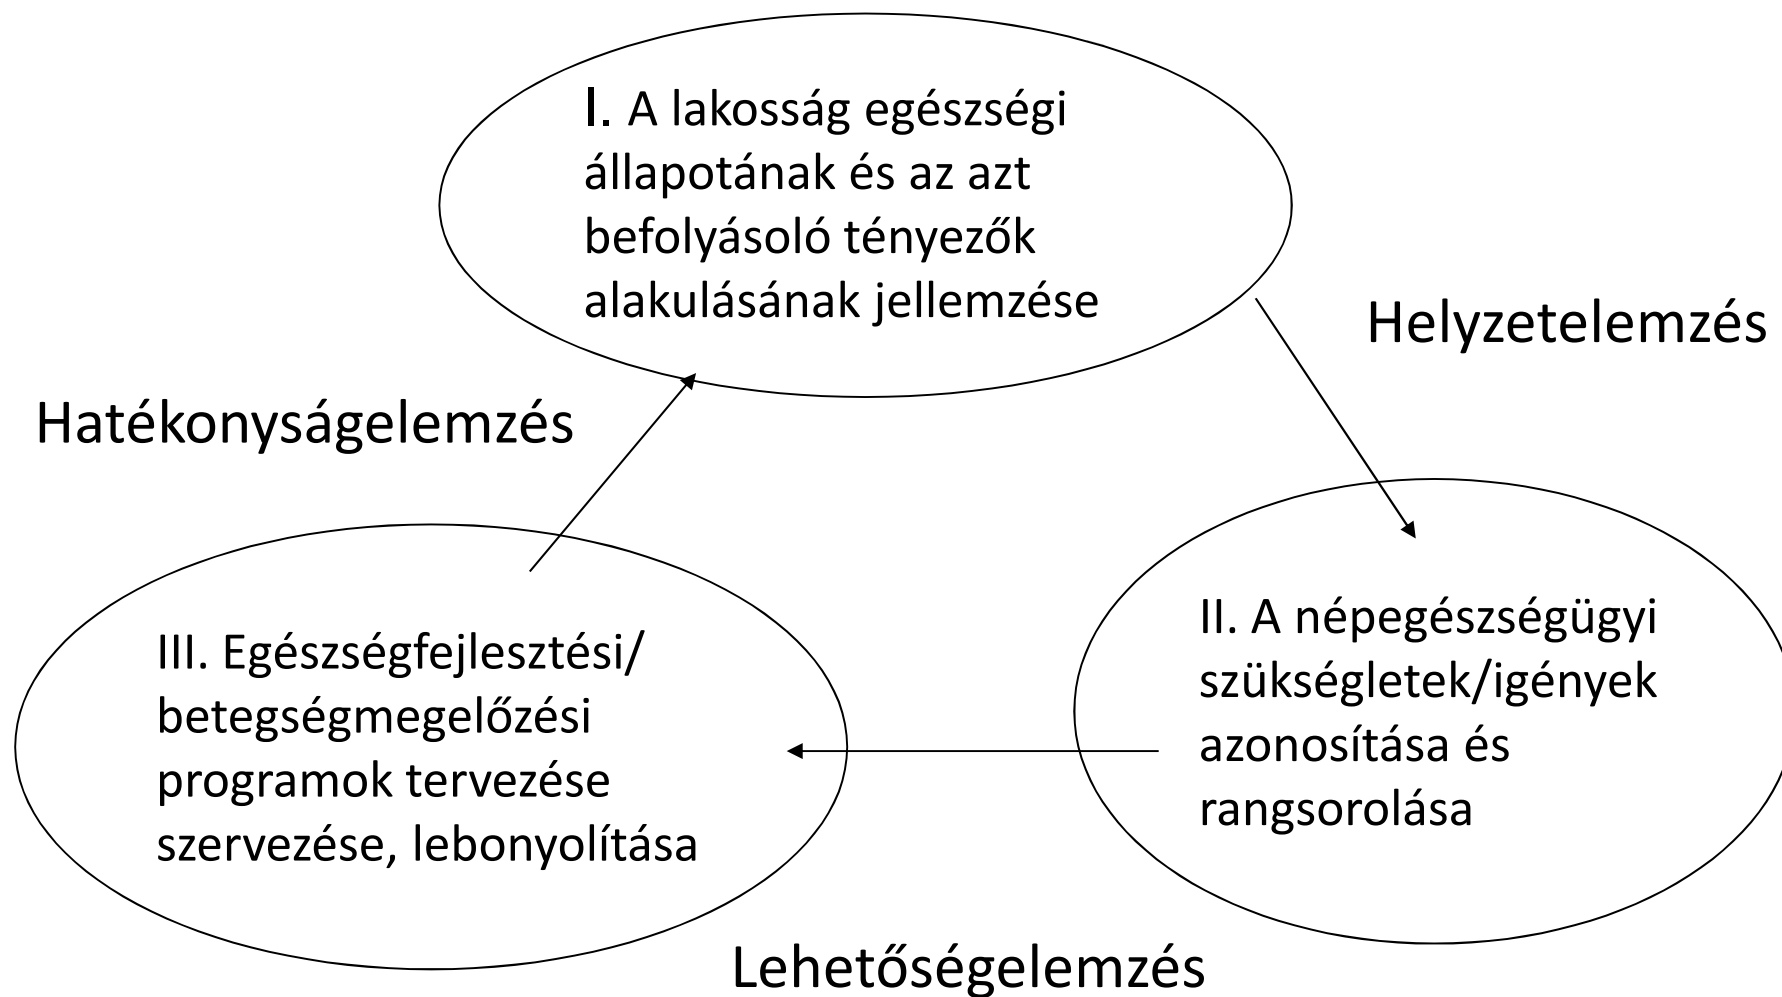 I. A lakosság egészségi
állapotának és az azt
befolyásoló tényezők
alakulásának jellemzése
Helyzetelemzés
Hatékonyságelemzés
II. A népegészségügyi
szükségletek/igények
azonosítása és
rangsorolása
III. Egészségfejlesztési/
betegségmegelőzési
programok tervezése
szervezése, lebonyolítása
Lehetőségelemzés